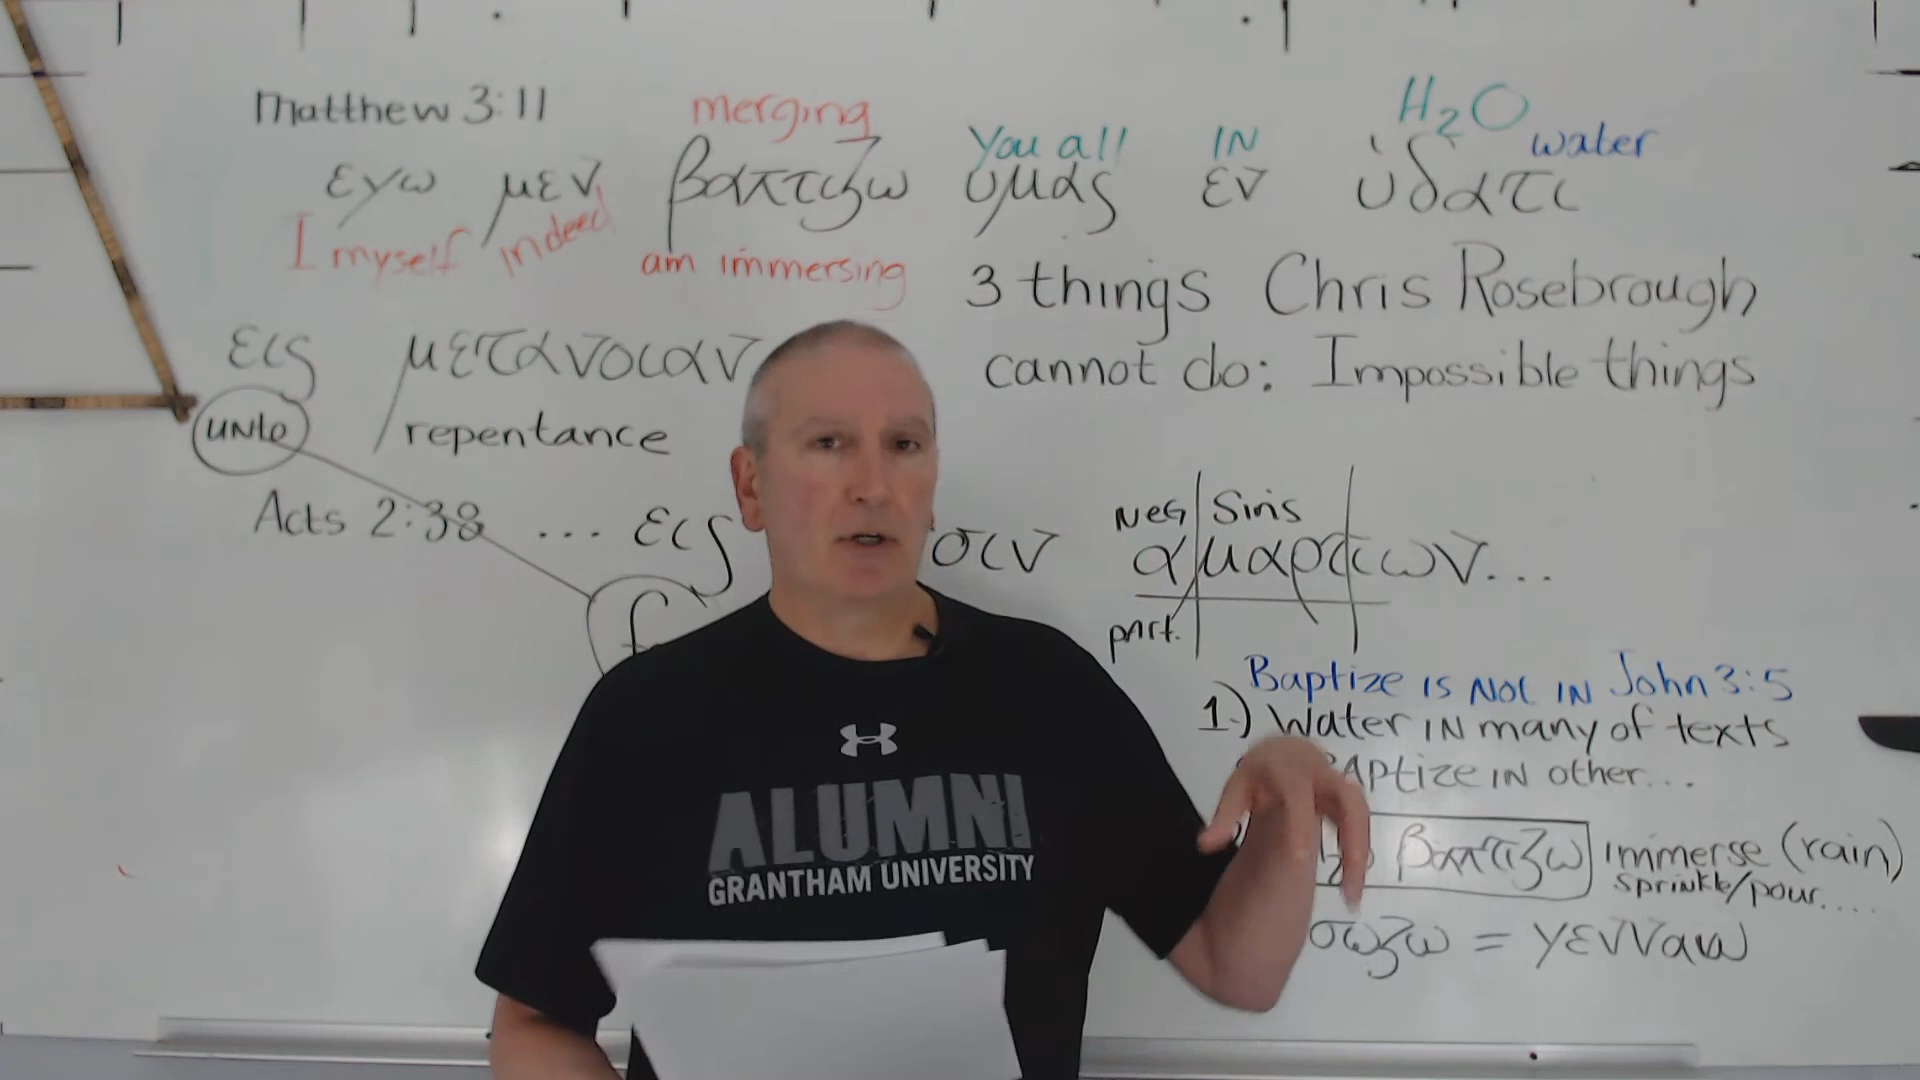 Matthew 3:11
merging
H₂O
You all
IN
water
εγω μεν βαπτιζω υμας εν ὑδατι
I myself
indeed
am immersing
3 things Chris Rosebrough
cannot do: Impossible things
εις μετανοιαν
unto
repentance
Acts 2:38 ... εις
σιν
αμαρτιων...
Neg
Sins
part.
Baptize is Not IN John 3:5
1.) Water IN many of texts
Baptize IN other...
βαπτιζω immerse (rain)
sprinkle/pour....
σωζω = γενναω
ALUMNI
GRANTHAM UNIVERSITY